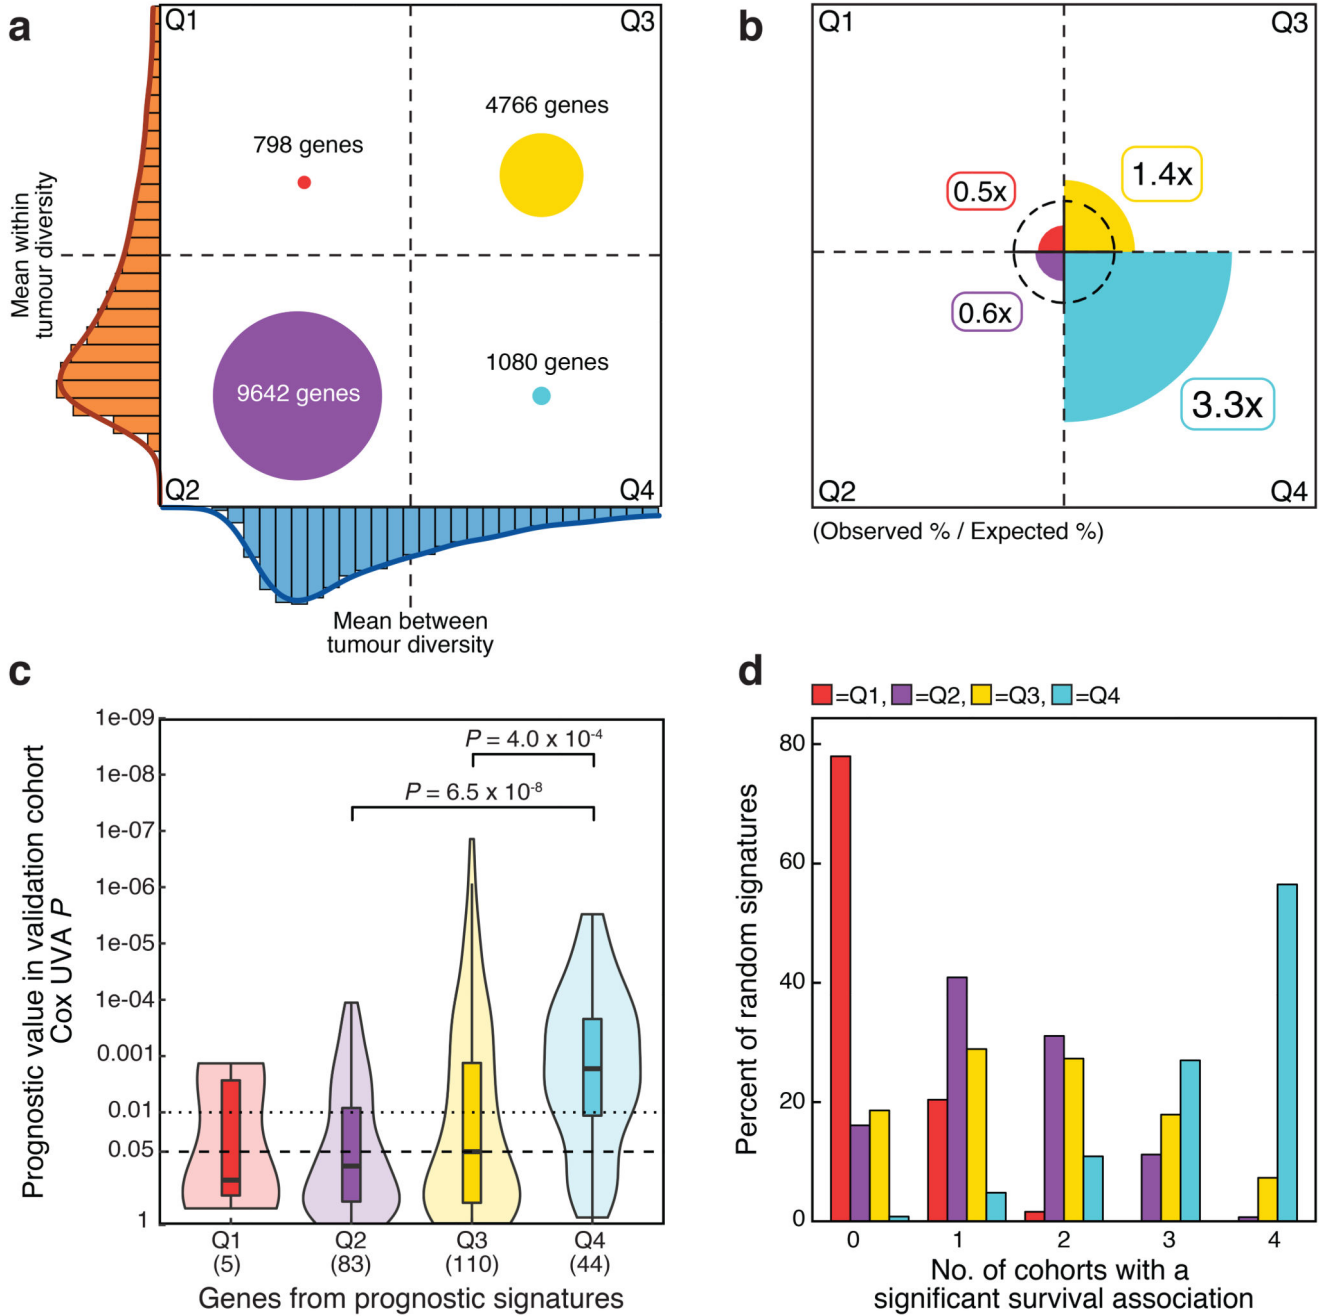 a
Q1
Q3
798 genes
4766 genes
9642 genes
1080 genes
Q2
Q4
Mean within
tumour diversity
Mean between
tumour diversity
b
Q1
Q3
0.5x
1.4x
0.6x
3.3x
Q2
Q4
(Observed % / Expected %)
c
Prognostic value in validation cohort
Cox UVA P
1e-09
1e-08
1e-07
1e-06
1e-05
1e-04
0.001
0.01
0.05
1
P = 4.0 x 10⁻⁴
P = 6.5 x 10⁻⁸
Q1 Q2 Q3 Q4
(5) (83) (110) (44)
Genes from prognostic signatures
d
=Q1, =Q2, =Q3, =Q4
Percent of random signatures
80
60
40
20
0
0 1 2 3 4
No. of cohorts with a
significant survival association